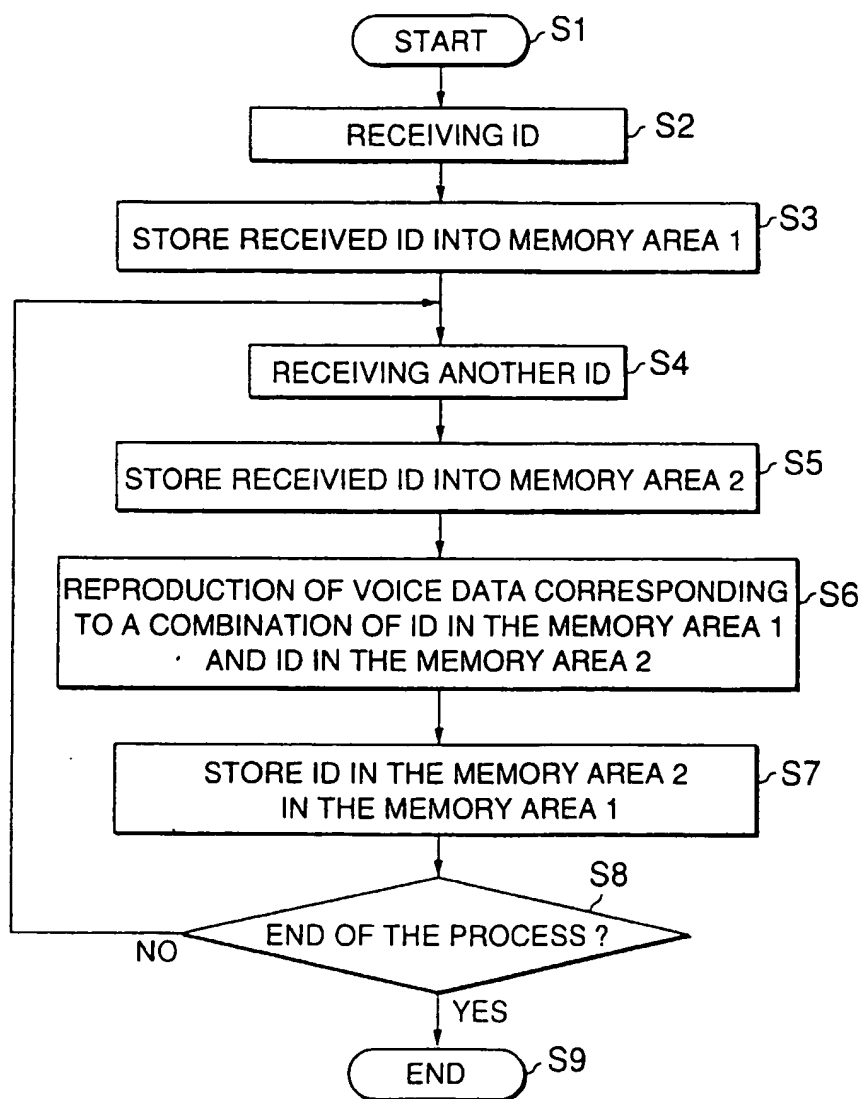 START
S1
RECEIVING ID
S2
STORE RECEIVED ID INTO MEMORY AREA 1
S3
RECEIVING ANOTHER ID
S4
STORE RECEIVIED ID INTO MEMORY AREA 2
S5
REPRODUCTION OF VOICE DATA CORRESPONDING
TO A COMBINATION OF ID IN THE MEMORY AREA 1
AND ID IN THE MEMORY AREA 2
S6
STORE ID IN THE MEMORY AREA 2
IN THE MEMORY AREA 1
S7
S8
END OF THE PROCESS ?
NO
YES
END
S9